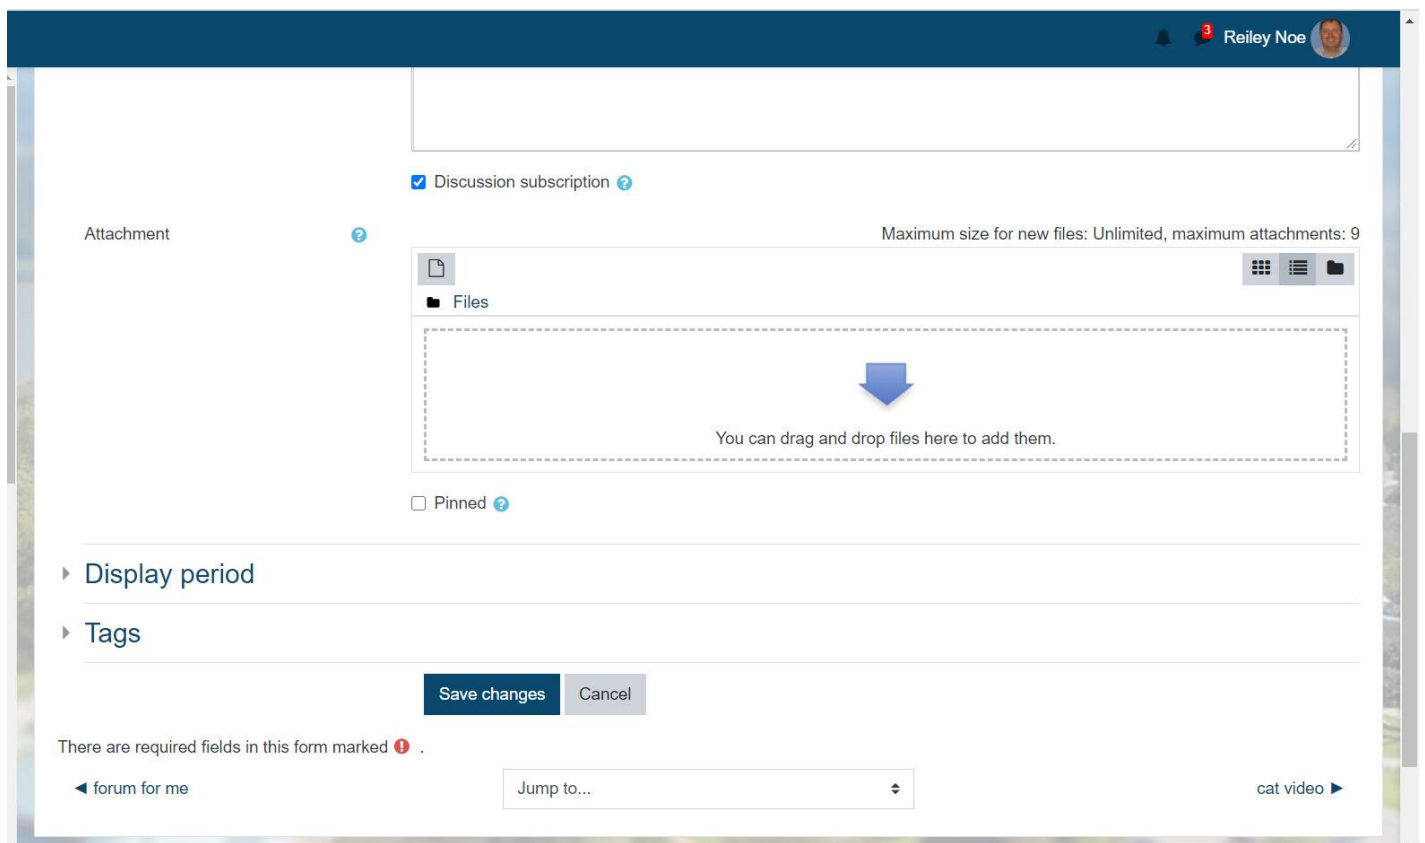 3
Reiley Noe
Discussion subscription
Attachment
Maximum size for new files: Unlimited, maximum attachments: 9
Files
You can drag and drop files here to add them.
Pinned
Display period
Tags
Save changes
Cancel
There are required fields in this form marked .
◄ forum for me
Jump to...
cat video ►